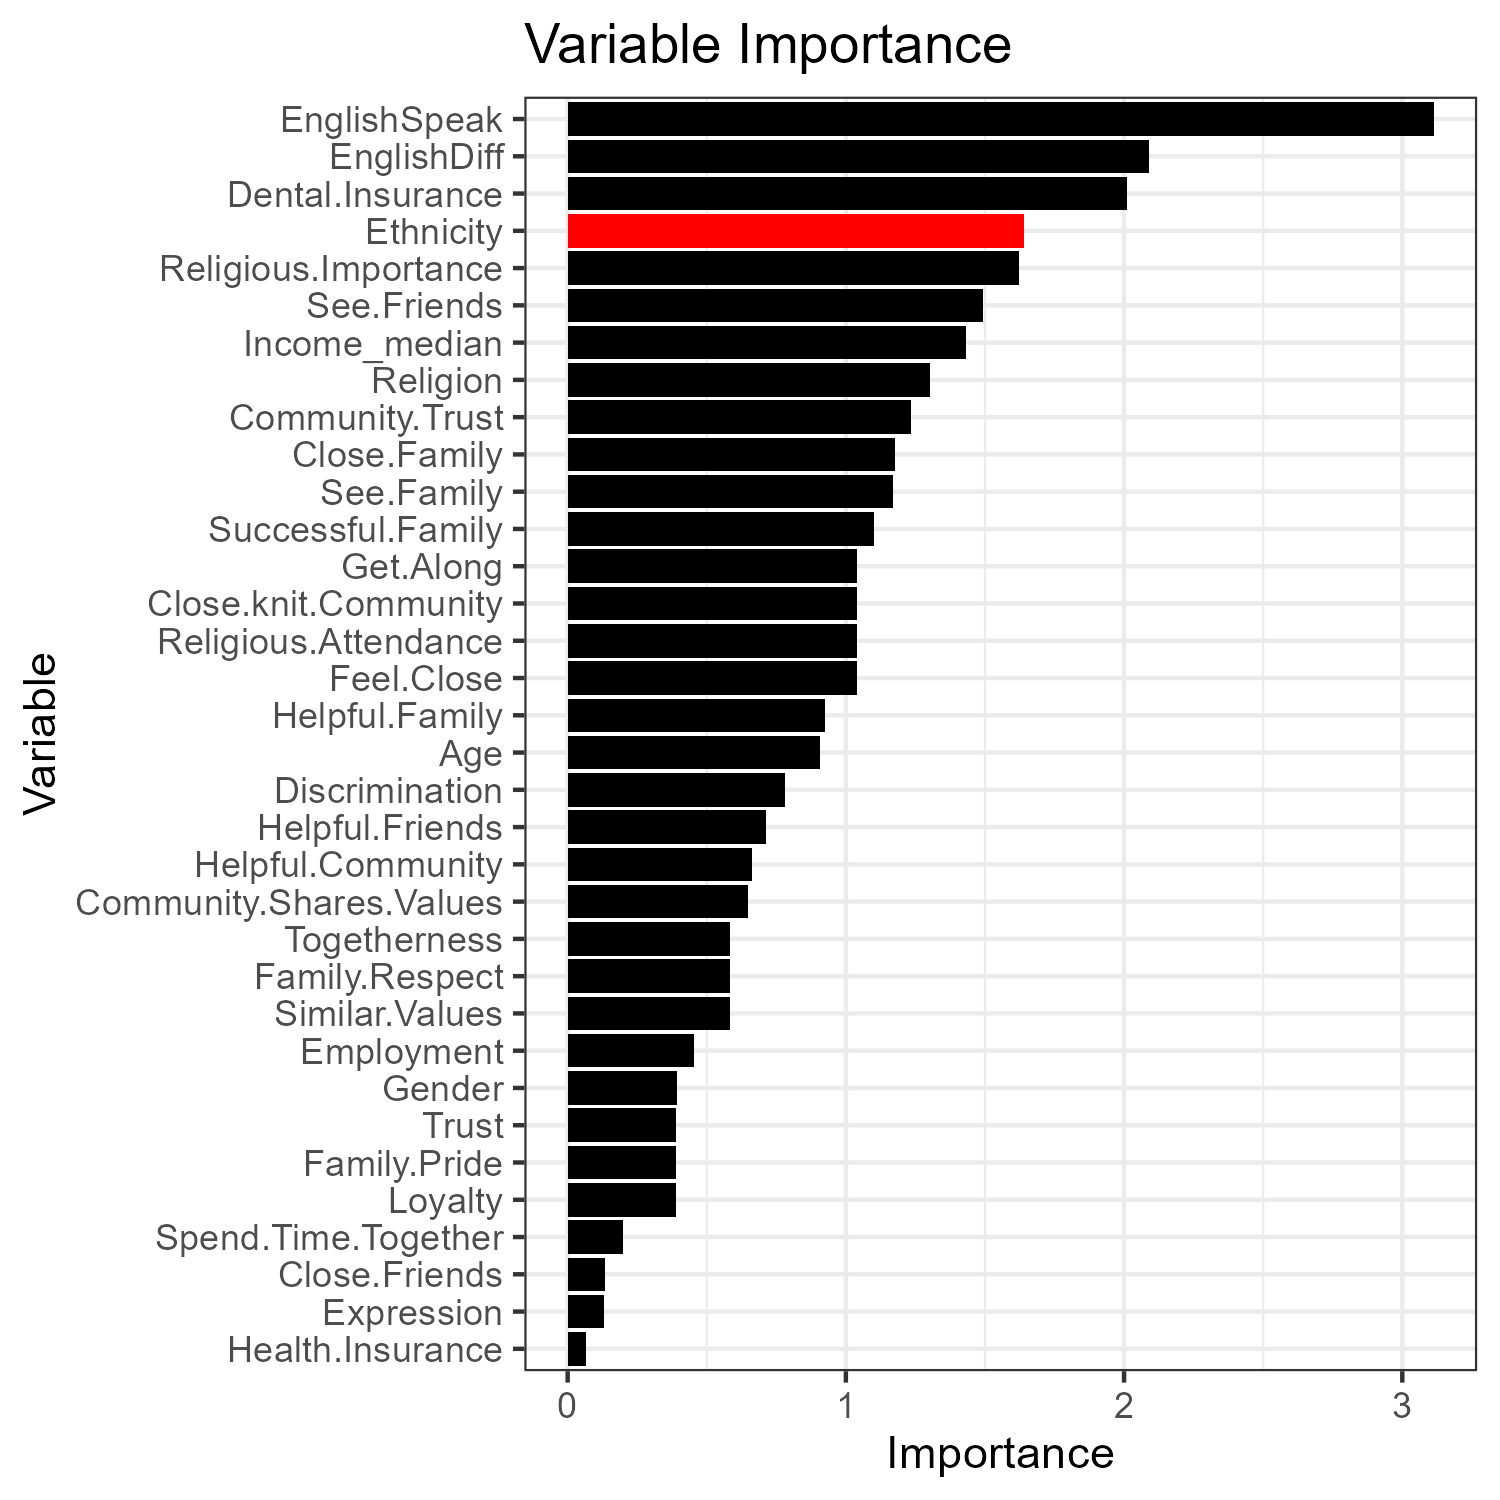 Variable Importance
EnglishSpeak
EnglishDiff
Dental.Insurance
Ethnicity
Religious.Importance
See.Friends
Income_median
Religion
Community.Trust
Close.Family
See.Family
Successful.Family
Get.Along
Close.knit.Community
Religious.Attendance
Feel.Close
Helpful.Family
Age
Discrimination
Helpful.Friends
Helpful.Community
Community.Shares.Values
Togetherness
Family.Respect
Similar.Values
Employment
Gender
Trust
Family.Pride
Loyalty
Spend.Time.Together
Close.Friends
Expression
Health.Insurance
Variable
0 1 2 3
Importance